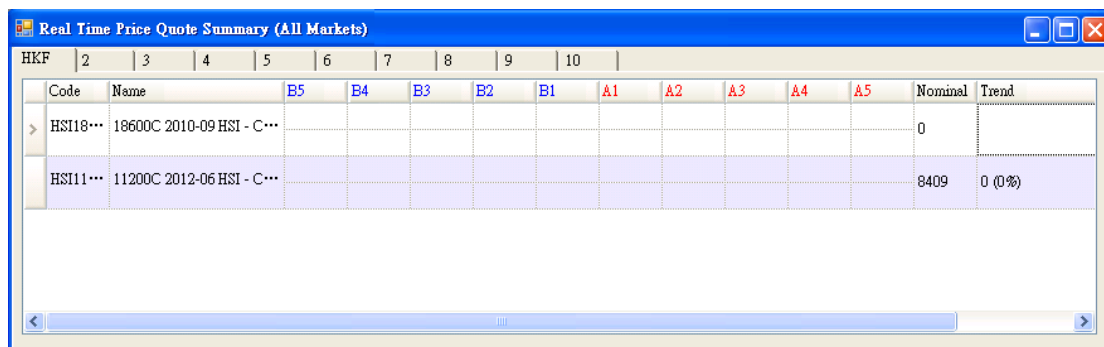 Real Time Price Quote Summary (All Markets)
HKF 2 3 4 5 6 7 8 9 10
Code Name B5 B4 B3 B2 B1 A1 A2 A3 A4 A5 Nominal Trend
HSI18··· 18600C 2010-09 HSI - C··· 0
HSI11··· 11200C 2012-06 HSI - C··· 8409 0 (0%)